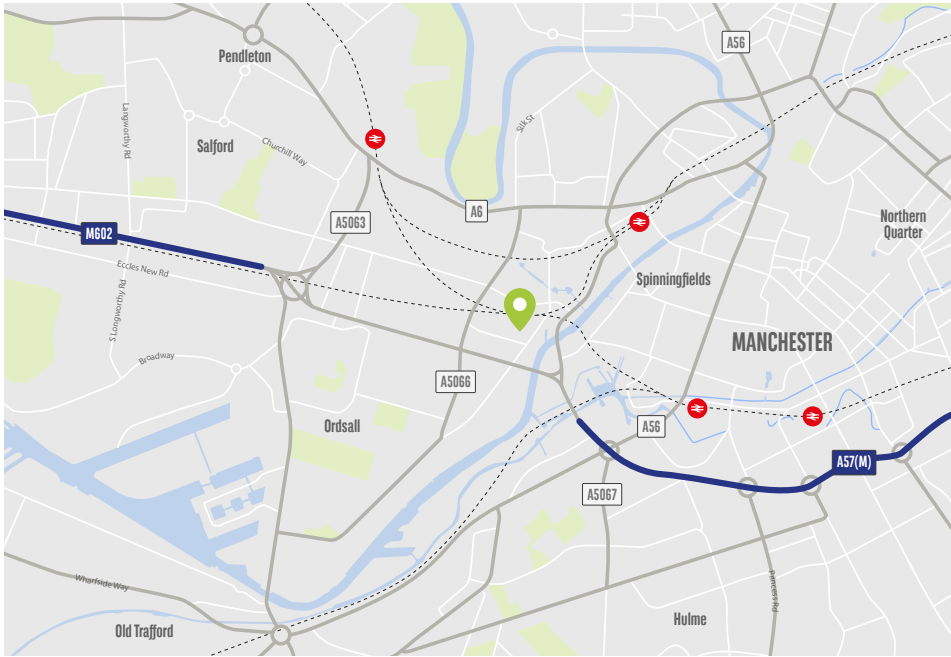 A56
Pendleton
Langworthy Rd
Silk St
Salford
Churchill Way
A6
A5063
Northern
Quarter
M602
Eccles New Rd
Spinningfields
S Longworthy Rd
MANCHESTER
Broadway
A5066
Ordsall
A56
A57(M)
A5067
Wharfside Way
Princess Rd
Hulme
Old Trafford